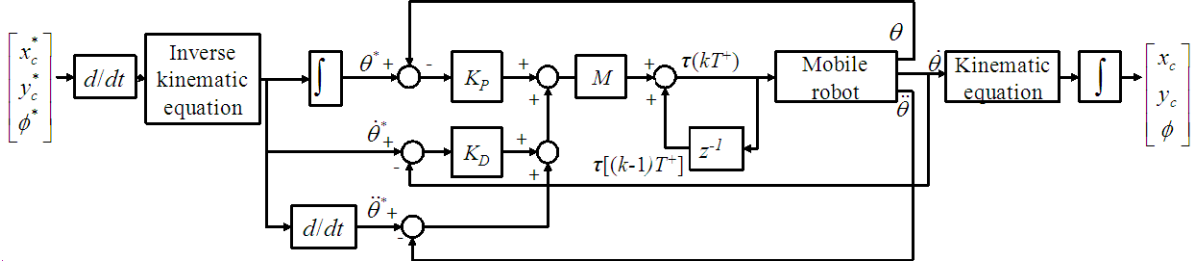 x_c^*
y_c^*
φ^*
d/dt
Inverse
kinematic
equation
∫
θ^* + -
K_P
+ +
M
+ +
τ(kT^+)
z^{-1}
τ[(k-1)T^+]
Mobile
robot
θ
θ̇
θ̈
Kinematic
equation
∫
x_c
y_c
φ
θ̇^* + -
K_D
+ +
d/dt
θ̈^* + -